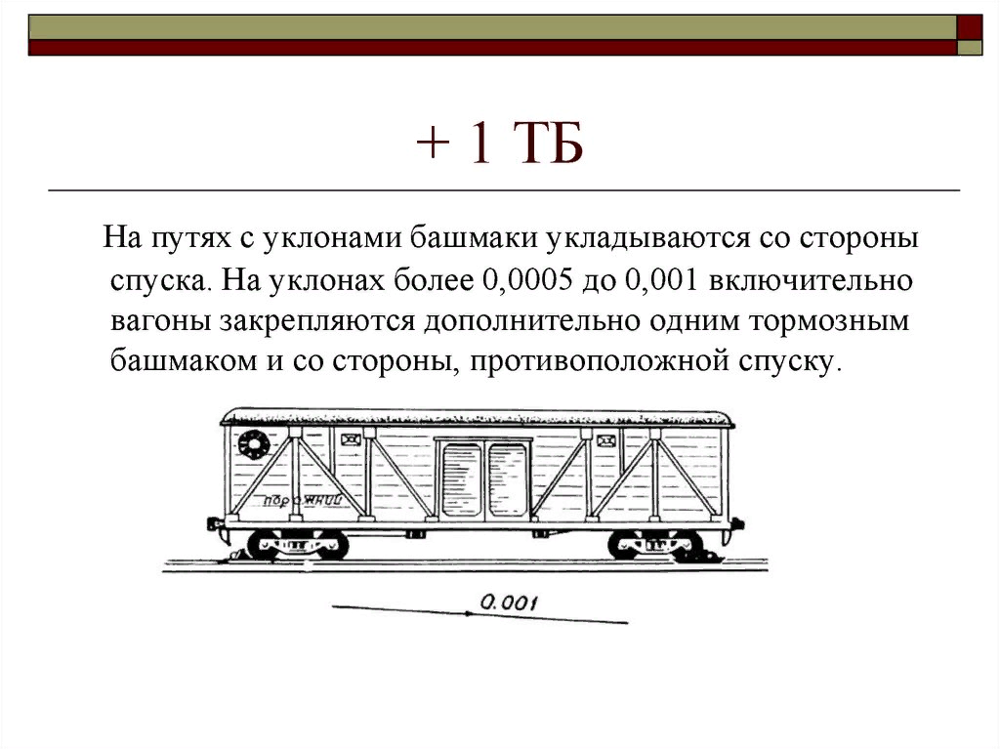 + 1 ТБ
На путях с уклонами башмаки укладываются со стороны
спуска. На уклонах более 0,0005 до 0,001 включительно
вагоны закрепляются дополнительно одним тормозным
башмаком и со стороны, противоположной спуску.
порожний
0.001